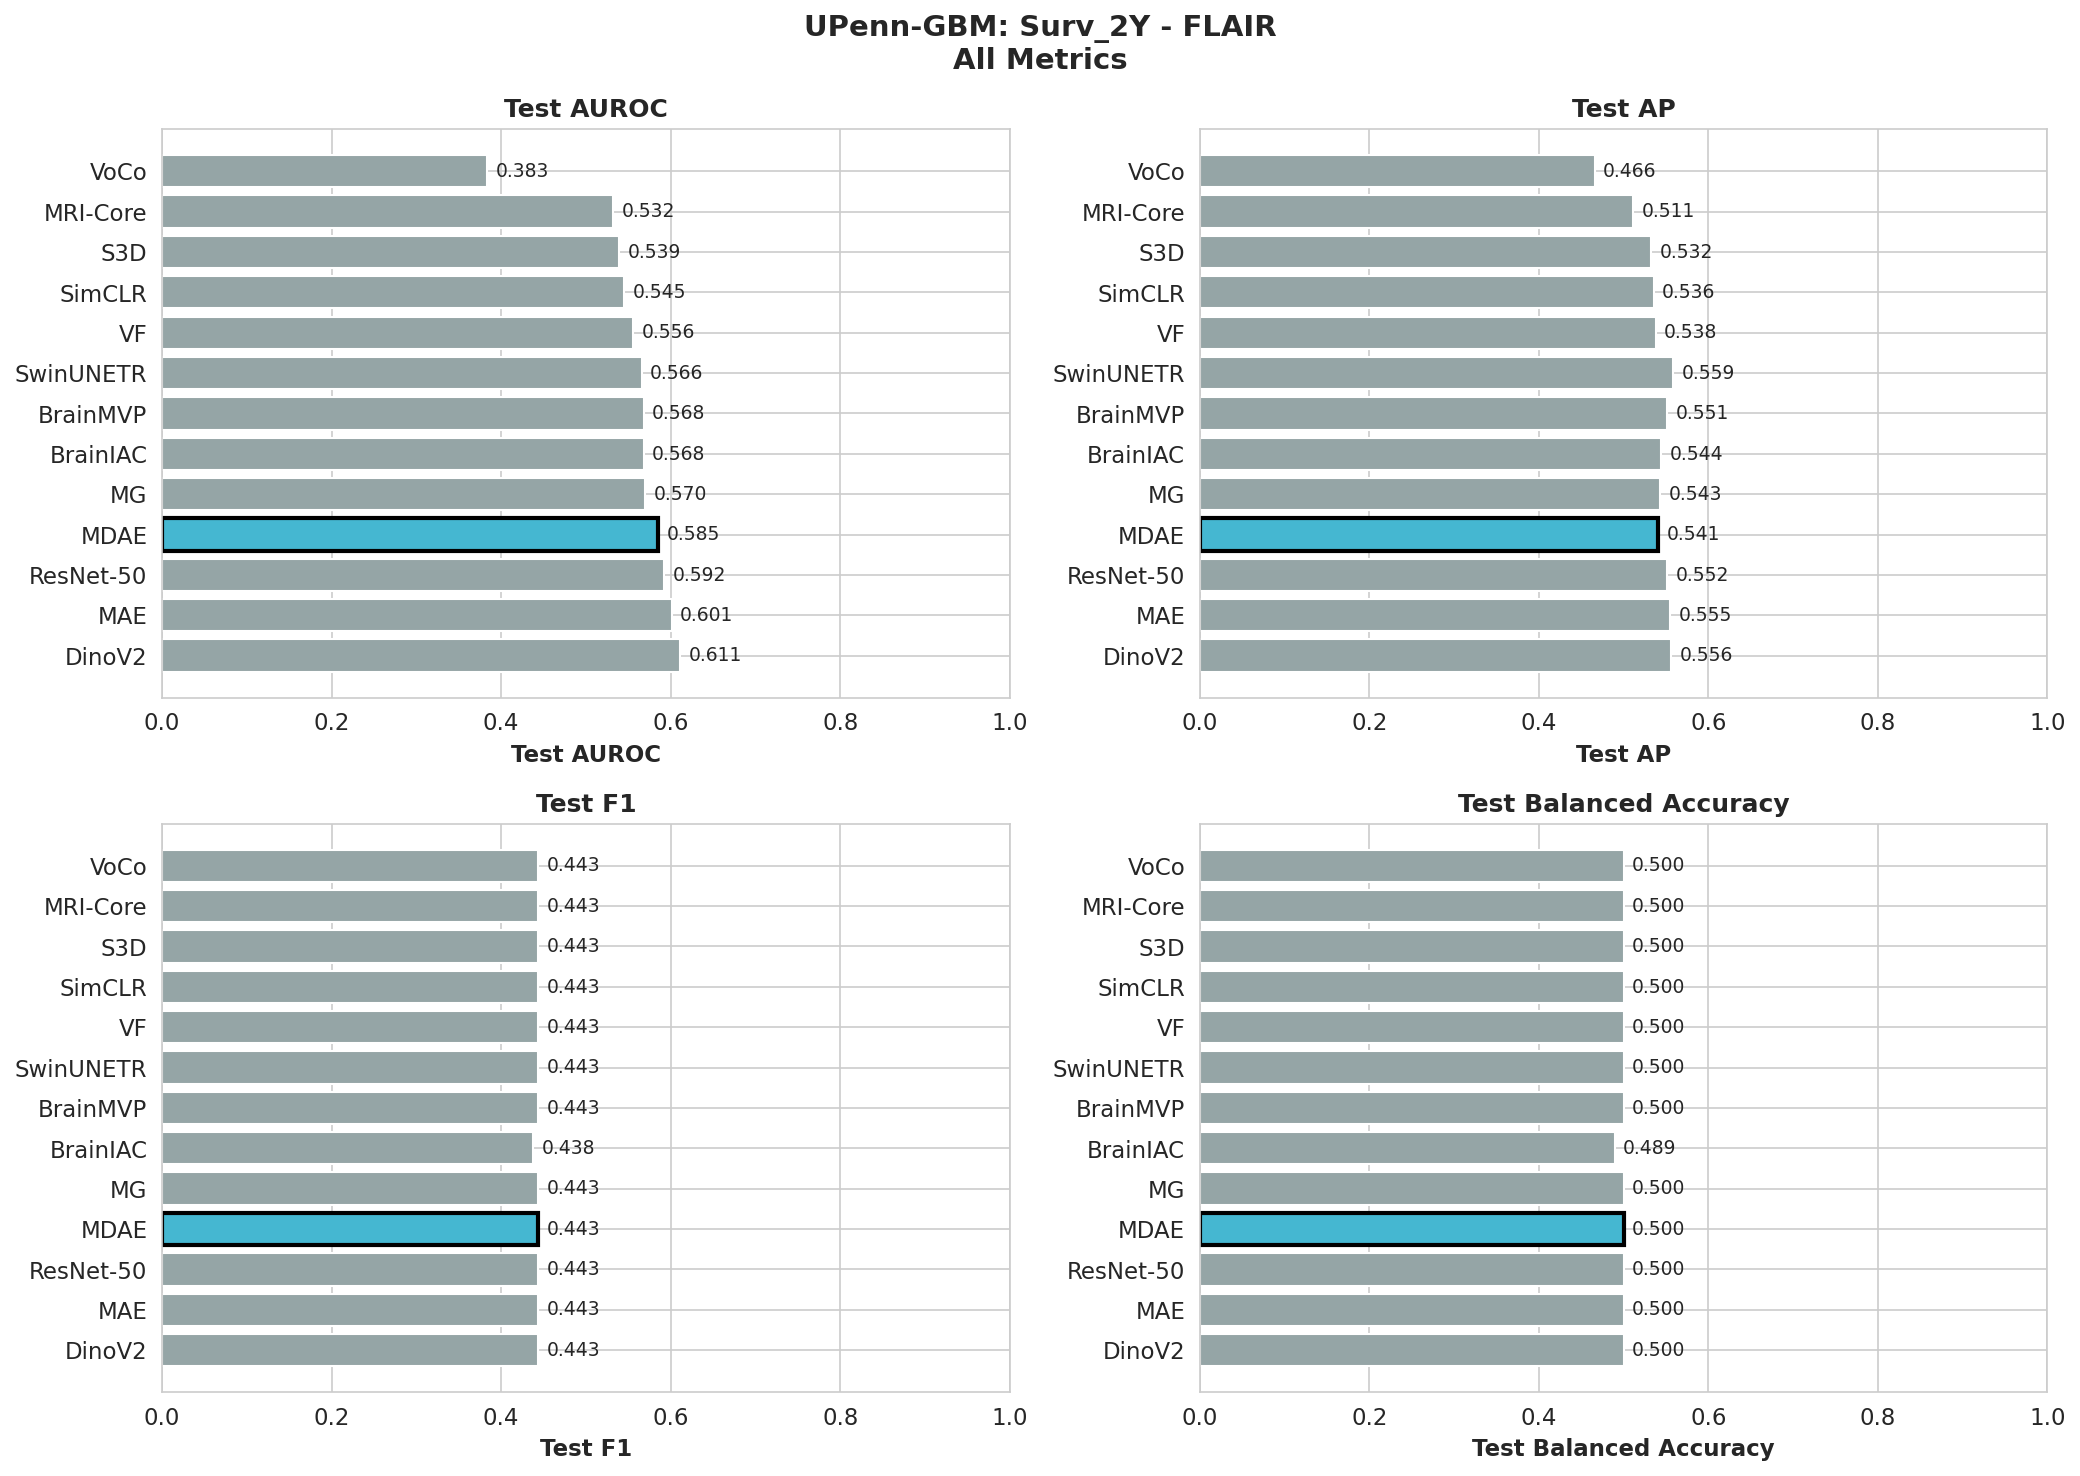 UPenn-GBM: Surv_2Y - FLAIR
All Metrics
Test AUROC
VoCo 0.383
MRI-Core 0.532
S3D 0.539
SimCLR 0.545
VF 0.556
SwinUNETR 0.566
BrainMVP 0.568
BrainIAC 0.568
MG 0.570
MDAE 0.585
ResNet-50 0.592
MAE 0.601
DinoV2 0.611
0.0 0.2 0.4 0.6 0.8 1.0
Test AUROC
Test AP
VoCo 0.466
MRI-Core 0.511
S3D 0.532
SimCLR 0.536
VF 0.538
SwinUNETR 0.559
BrainMVP 0.551
BrainIAC 0.544
MG 0.543
MDAE 0.541
ResNet-50 0.552
MAE 0.555
DinoV2 0.556
0.0 0.2 0.4 0.6 0.8 1.0
Test AP
Test F1
VoCo 0.443
MRI-Core 0.443
S3D 0.443
SimCLR 0.443
VF 0.443
SwinUNETR 0.443
BrainMVP 0.443
BrainIAC 0.438
MG 0.443
MDAE 0.443
ResNet-50 0.443
MAE 0.443
DinoV2 0.443
0.0 0.2 0.4 0.6 0.8 1.0
Test F1
Test Balanced Accuracy
VoCo 0.500
MRI-Core 0.500
S3D 0.500
SimCLR 0.500
VF 0.500
SwinUNETR 0.500
BrainMVP 0.500
BrainIAC 0.489
MG 0.500
MDAE 0.500
ResNet-50 0.500
MAE 0.500
DinoV2 0.500
0.0 0.2 0.4 0.6 0.8 1.0
Test Balanced Accuracy